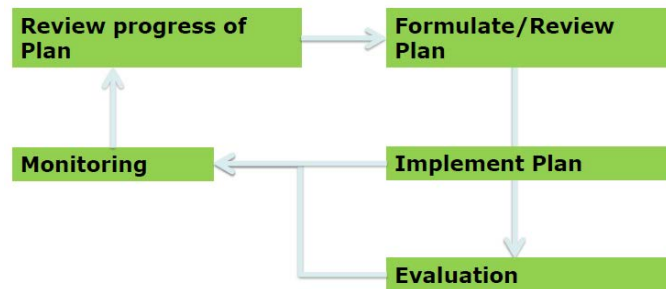 Review progress of
Plan
Formulate/Review
Plan
Monitoring
Implement Plan
Evaluation